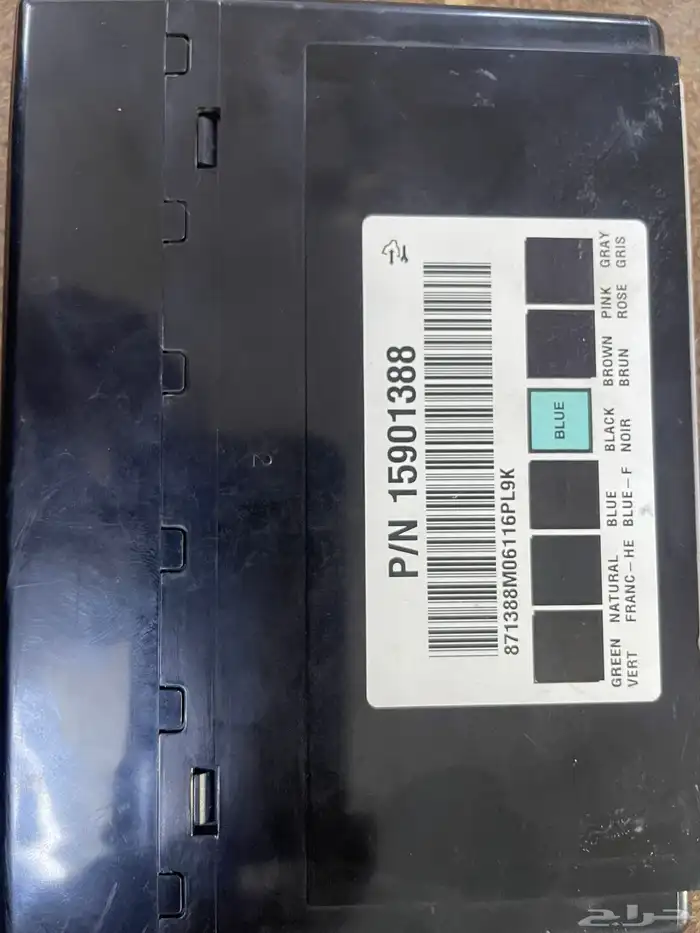 P/N 15901388
871388M06116PL9K
BLUE
GREEN NATURAL BLUE BLACK BROWN PINK GRAY
VERT FRANC-HE BLUE-F NOIR BRUN ROSE GRIS
2
حراج